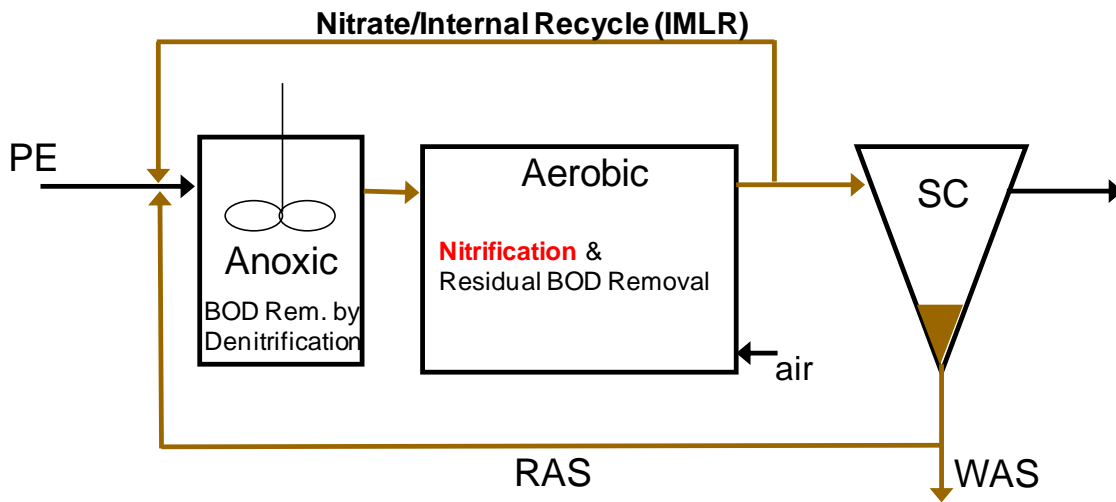 Nitrate/Internal Recycle (IMLR)
PE
Anoxic
BOD Rem. by
Denitrification
Aerobic
Nitrification &
Residual BOD Removal
air
SC
RAS
WAS